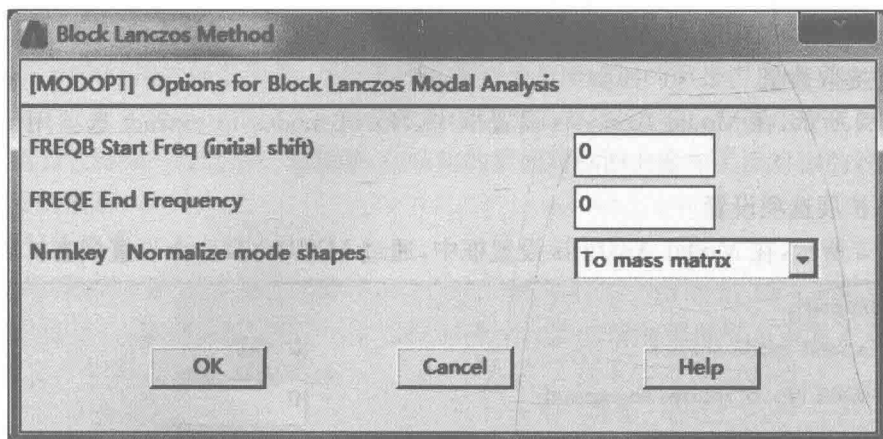 Block Lanczos Method
[MODOPT] Options for Block Lanczos Modal Analysis
FREQB Start Freq (initial shift)
0
FREQE End Frequency
0
Nrmkey Normalize mode shapes
To mass matrix
OK
Cancel
Help